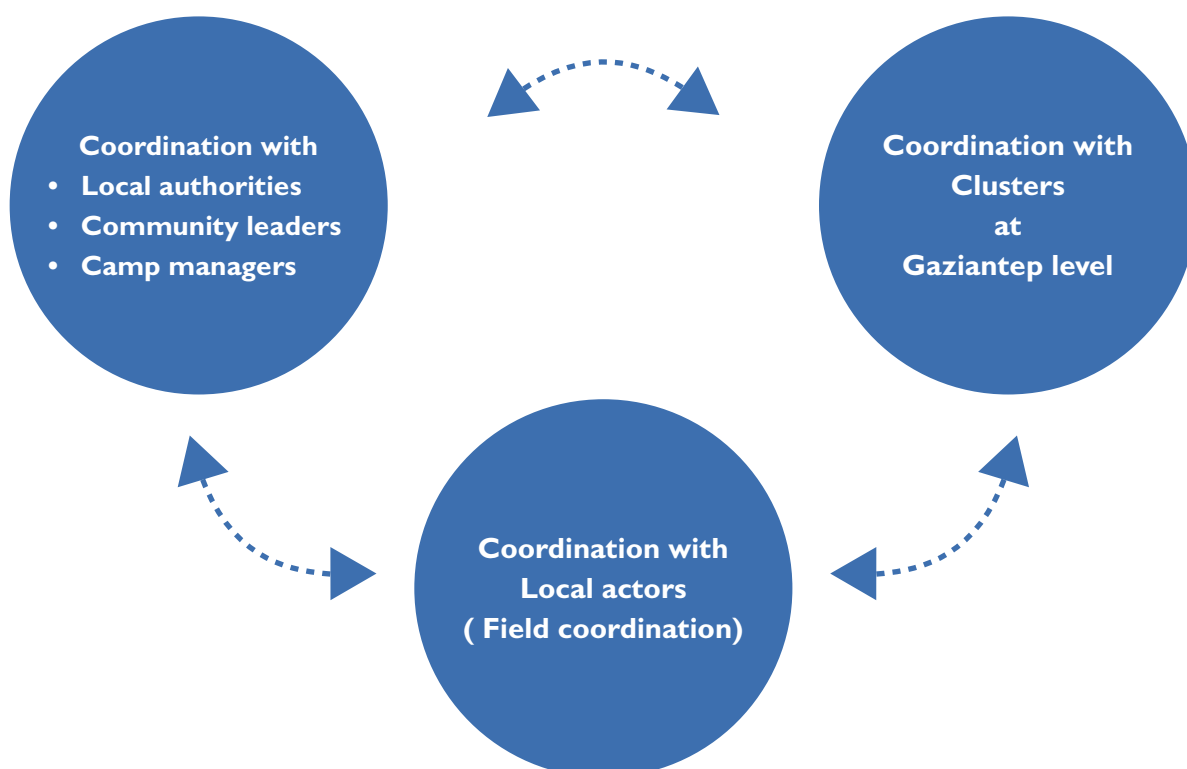 Coordination with
• Local authorities
• Community leaders
• Camp managers
Coordination with
Clusters
at
Gaziantep level
Coordination with
Local actors
( Field coordination)